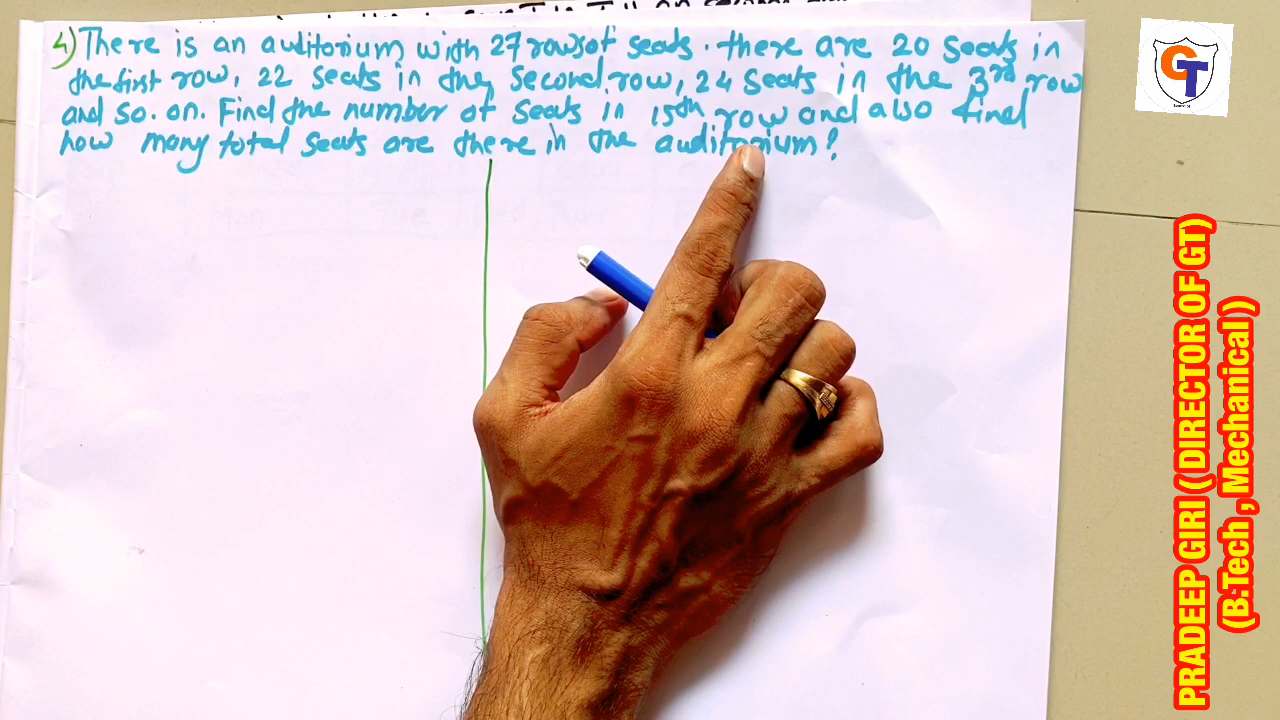 4) There is an auditorium with 27 rows of seats. there are 20 seats in
the first row, 22 seats in the second row, 24 seats in the 3rd row
and so. on. Find the number of seats in 15th row and also find
how many total seats are there in the auditorium?
GT
PRADEEP GIRI ( DIRECTOR OF GT)
(B.Tech , Mechanical )